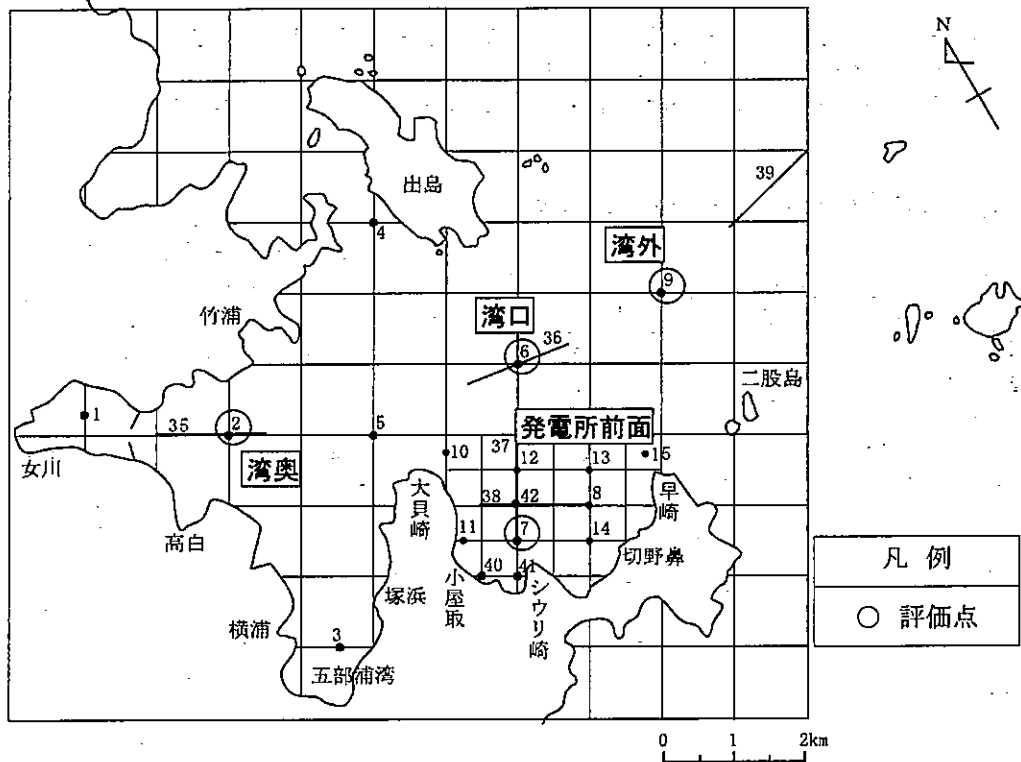 N
出島
39
4
湾外
9
竹浦
湾口
6
36
二股島
1
35
2
5
発電所前面
女川
湾奥
10
37
12
13
15
大貝崎
38
42
8
早崎
高白
11
7
14
切野鼻
凡 例
小屋取
40
41
シウリ崎
塚浜
○ 評価点
横浦
3
五部浦湾
0 1 2km